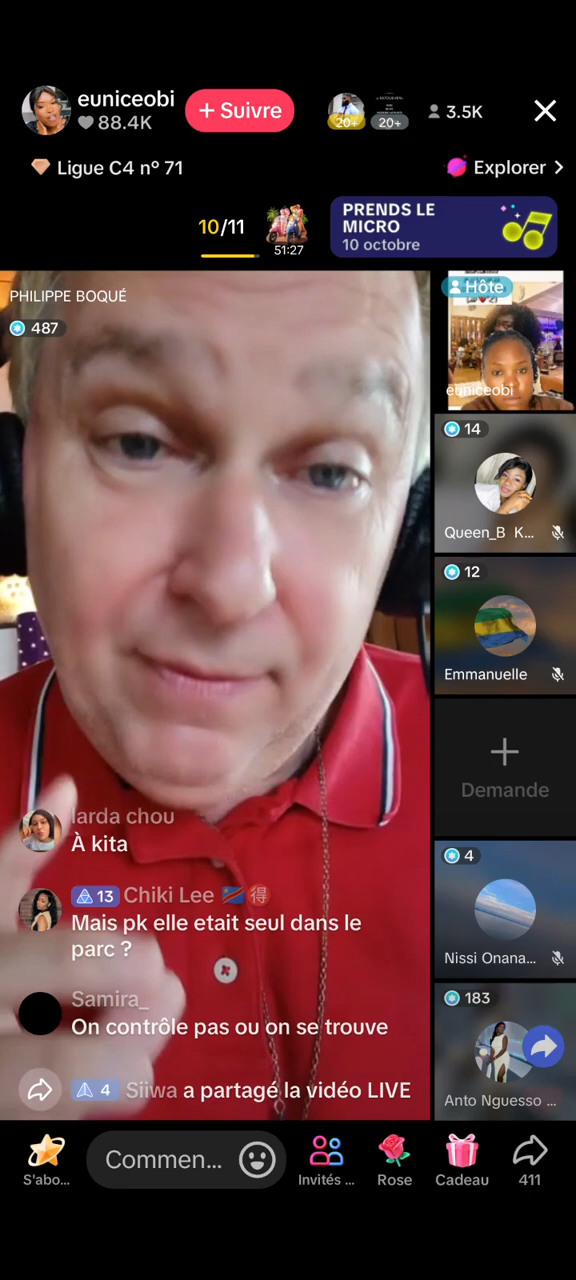 euniceobi
88.4K
+ Suivre
20+
20+
3.5K
Ligue C4 nº 71
Explorer
10/11
51:27
PRENDS LE
MICRO
10 octobre
PHILIPPE BOQUÉ
487
Hôte
euniceobi
14
Queen_B K...
12
Emmanuelle
Demande
4
Nissi Onana...
183
Anto Nguesso ...
larda chou
À kita
13 Chiki Lee 🇨🇩🉐
Mais pk elle etait seul dans le
parc ?
Samira_
On contrôle pas ou on se trouve
4 Siiwa a partagé la vidéo LIVE
S'abo...
Commen...
Invités ...
Rose
Cadeau
411